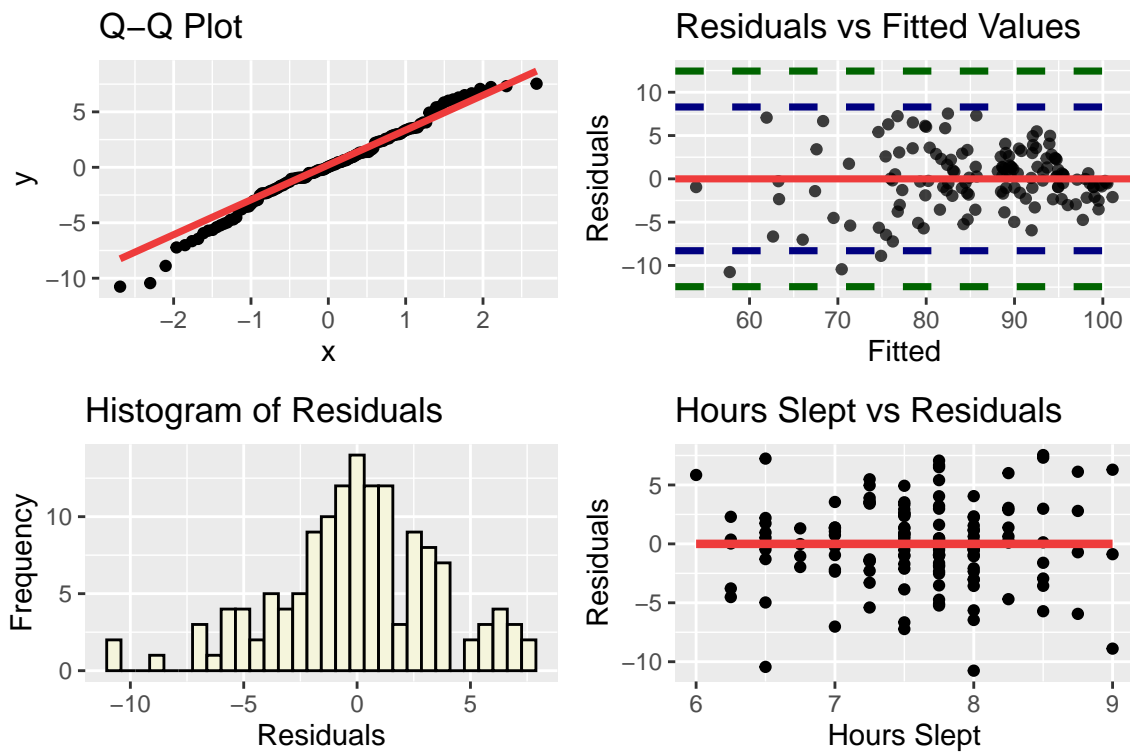 Q−Q Plot
5
0
−5
−10
y
−2
−1
0
1
2
x
Residuals vs Fitted Values
10
5
0
−5
−10
Residuals
60
70
80
90
100
Fitted
Histogram of Residuals
10
5
0
Frequency
−10
−5
0
5
Residuals
Hours Slept vs Residuals
5
0
−5
−10
Residuals
6
7
8
9
Hours Slept